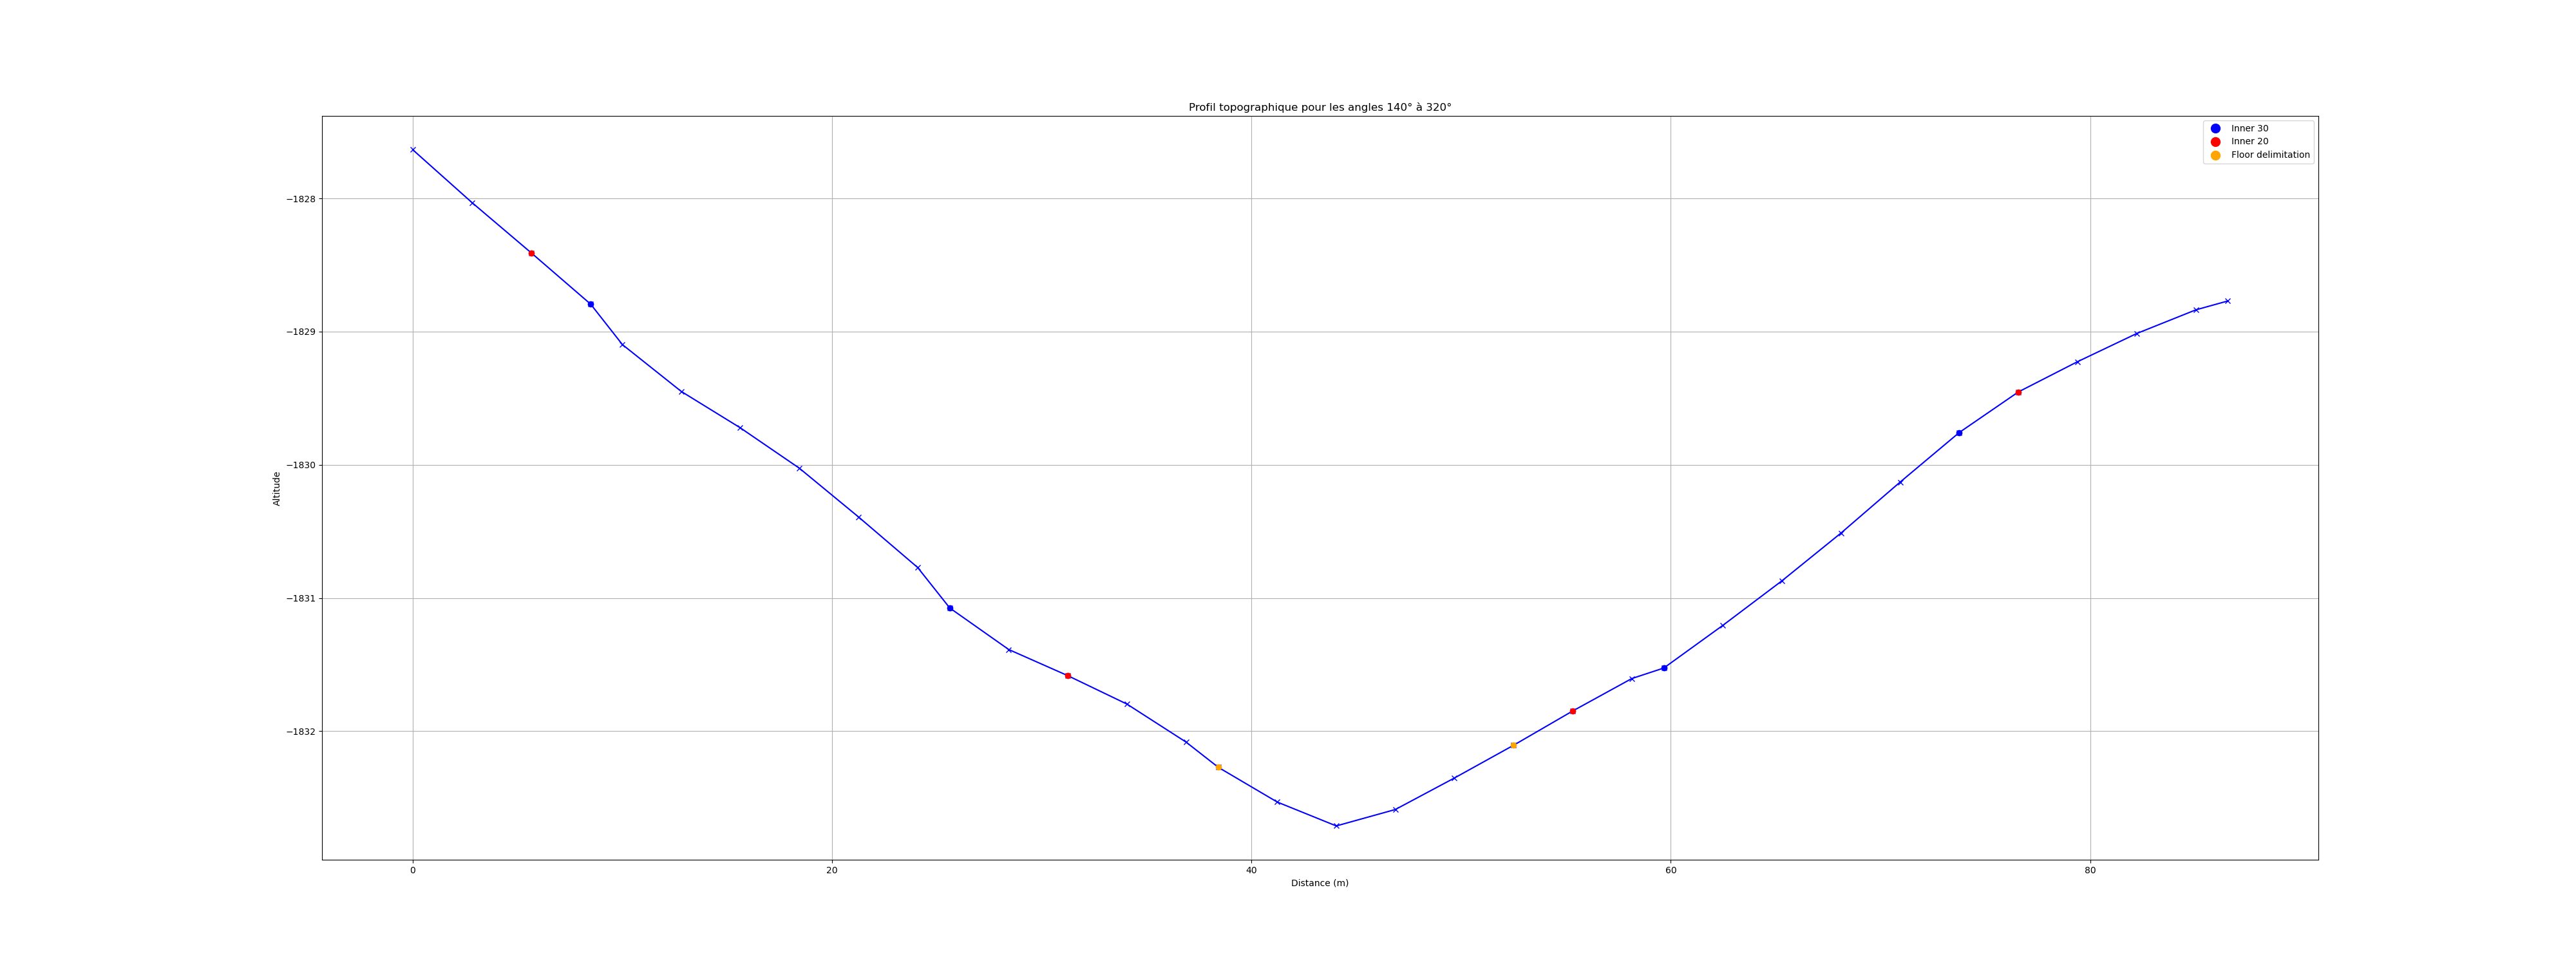 Profil topographique pour les angles 140° à 320°
Inner 30
Inner 20
Floor delimitation
−1828
−1829
−1830
−1831
−1832
Altitude
0
20
40
60
80
Distance (m)